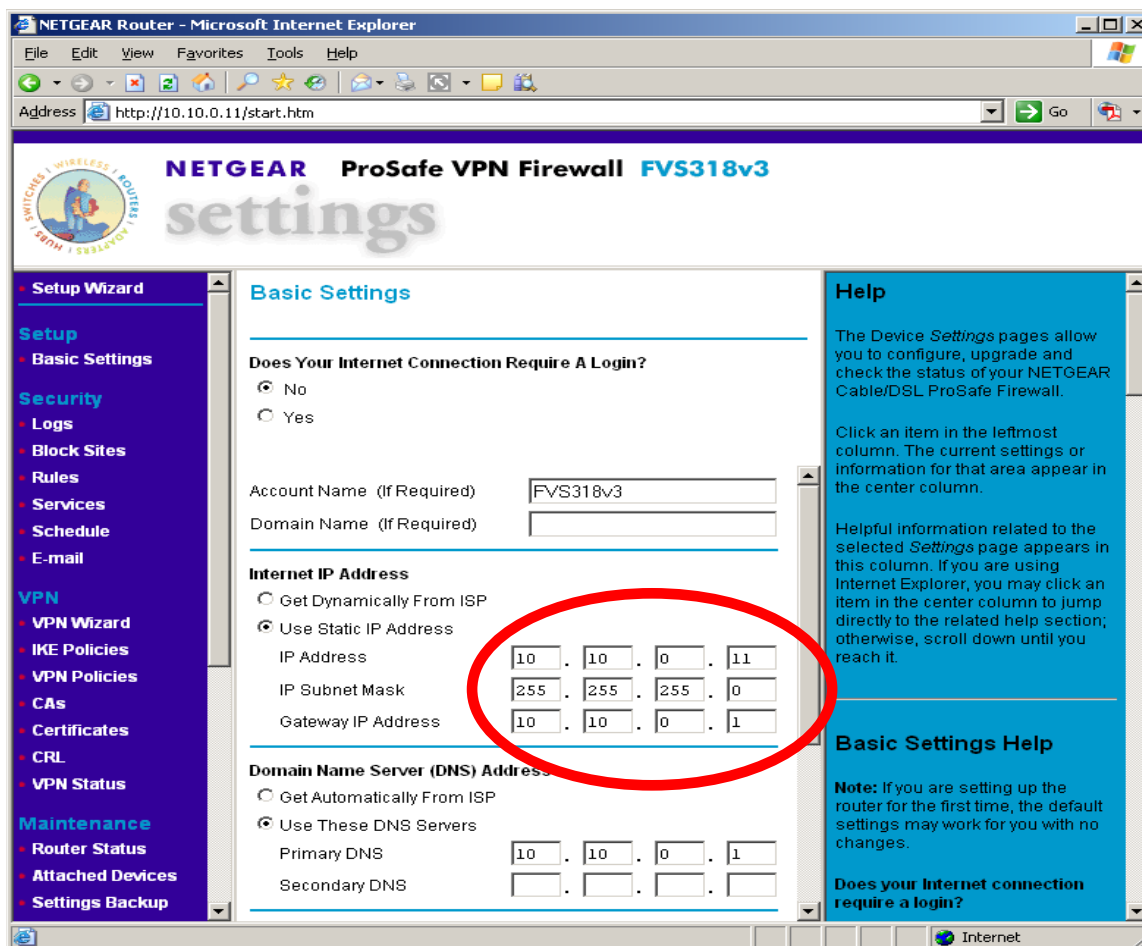 NETGEAR Router - Microsoft Internet Explorer
File Edit View Favorites Tools Help
Address http://10.10.0.11/start.htm Go
SWITCHES | WIRELESS | ROUTERS | ADAPTERS | HUBS
NETGEAR ProSafe VPN Firewall FVS318v3
settings
Setup Wizard
Setup
Basic Settings
Security
Logs
Block Sites
Rules
Services
Schedule
E-mail
VPN
VPN Wizard
IKE Policies
VPN Policies
CAs
Certificates
CRL
VPN Status
Maintenance
Router Status
Attached Devices
Settings Backup
Basic Settings
Does Your Internet Connection Require A Login?
No
Yes
Account Name (If Required) FVS318v3
Domain Name (If Required)
Internet IP Address
Get Dynamically From ISP
Use Static IP Address
IP Address 10 . 10 . 0 . 11
IP Subnet Mask 255 . 255 . 255 . 0
Gateway IP Address 10 . 10 . 0 . 1
Domain Name Server (DNS) Address
Get Automatically From ISP
Use These DNS Servers
Primary DNS 10 . 10 . 0 . 1
Secondary DNS . . .
Help
The Device Settings pages allow
you to configure, upgrade and
check the status of your NETGEAR
Cable/DSL ProSafe Firewall.
Click an item in the leftmost
column. The current settings or
information for that area appear in
the center column.
Helpful information related to the
selected Settings page appears in
this column. If you are using
Internet Explorer, you may click an
item in the center column to jump
directly to the related help section;
otherwise, scroll down until you
reach it.
Basic Settings Help
Note: If you are setting up the
router for the first time, the default
settings may work for you with no
changes.
Does your Internet connection
require a login?
Internet